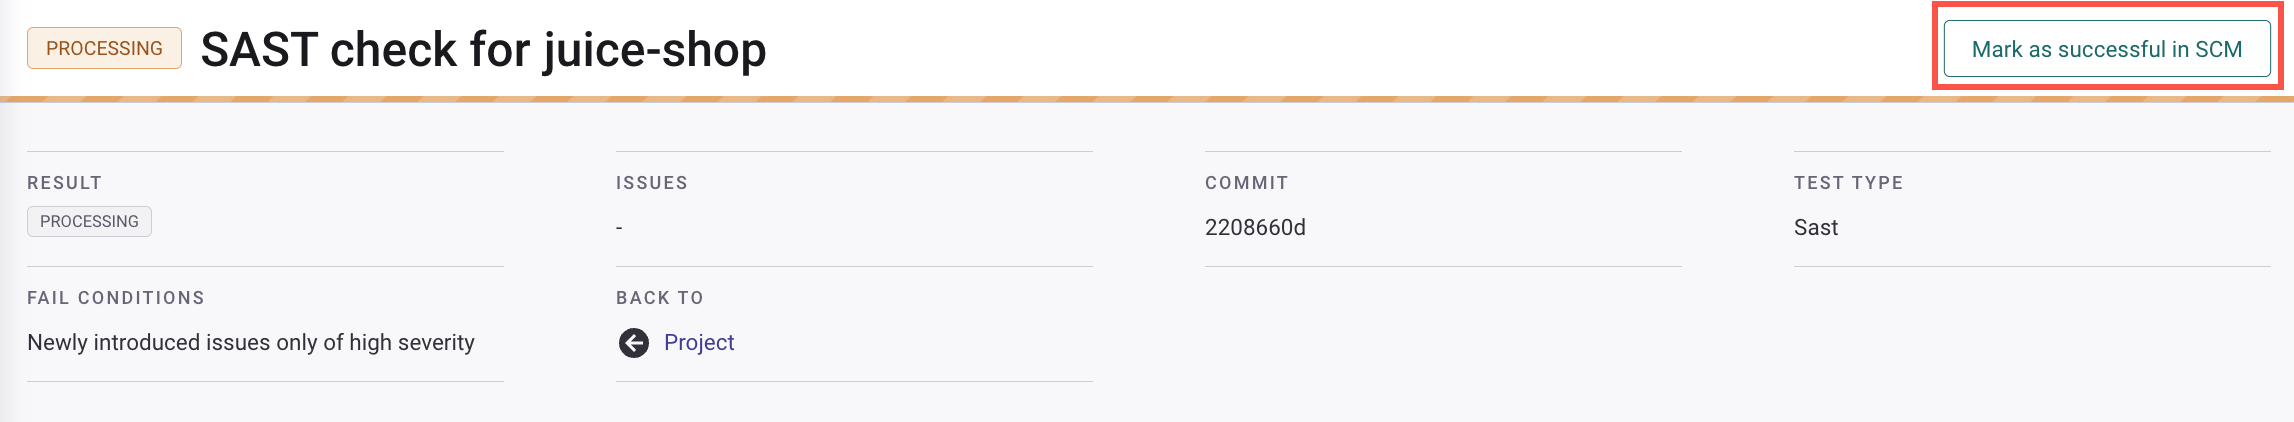 PROCESSING SAST check for juice-shop Mark as successful in SCM
RESULT ISSUES COMMIT TEST TYPE
PROCESSING - 2208660d Sast
FAIL CONDITIONS BACK TO
Newly introduced issues only of high severity Project